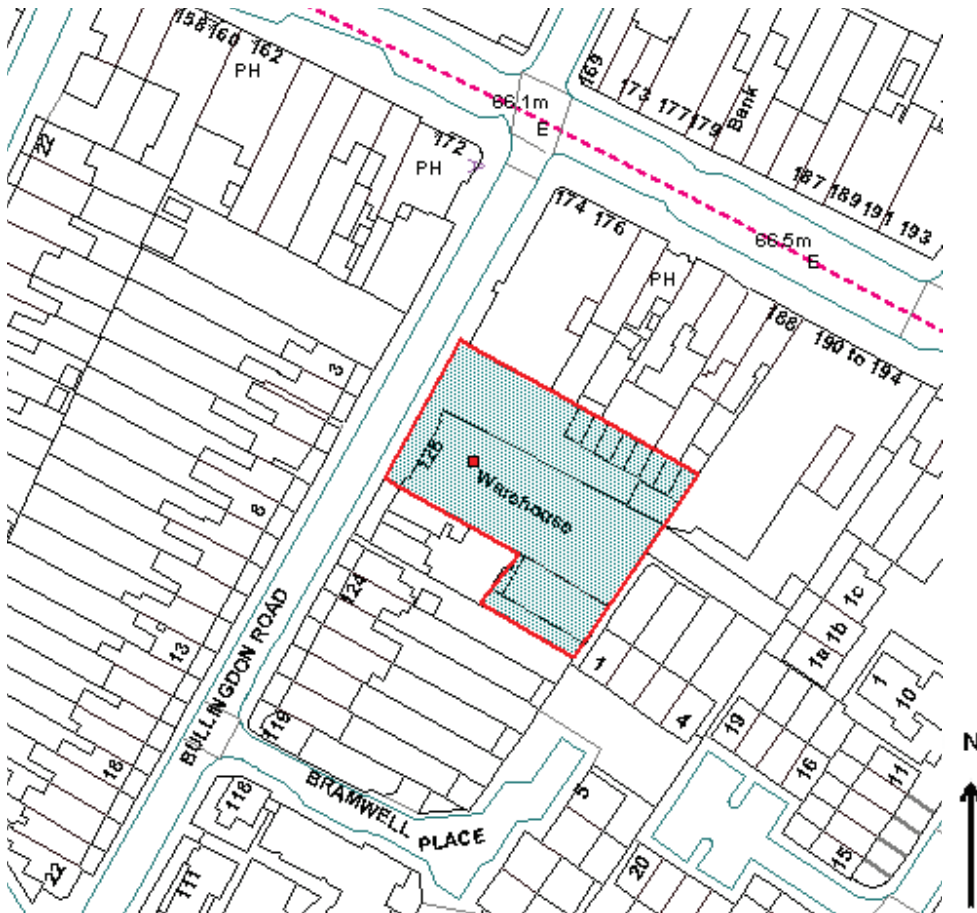 158
160
162
PH
22
172
PH
66.1m
E
169
173
177
179
Bank
187
189
191
193
174
176
66.5m
E
PH
188
190 to 194
3
128
Warehouse
8
124
1c
1b
1a
1
10
N
BULLINGDON ROAD
13
1
4
19
119
16
11
18
BRAMWELL
PLACE
5
118
15
22
111
20